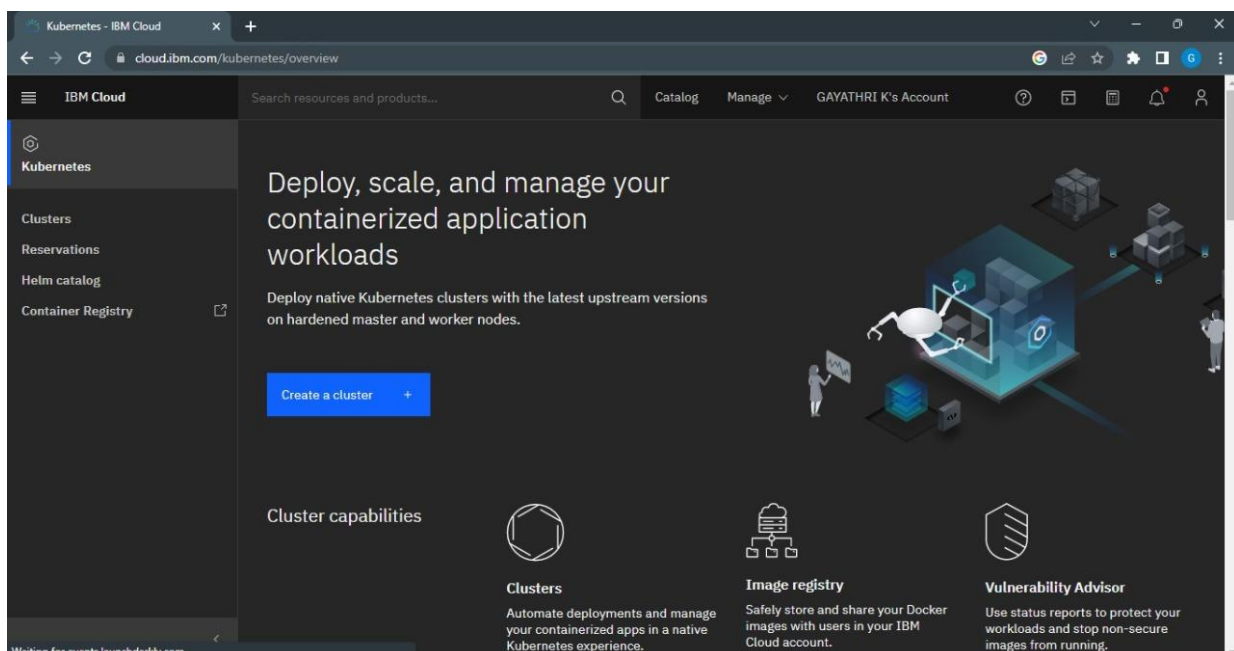 Kubernetes - IBM Cloud
cloud.ibm.com/kubernetes/overview
G
IBM Cloud
Search resources and products...
Catalog
Manage
GAYATHRI K's Account
Kubernetes
Clusters
Reservations
Helm catalog
Container Registry
Deploy, scale, and manage your
containerized application
workloads
Deploy native Kubernetes clusters with the latest upstream versions
on hardened master and worker nodes.
Create a cluster +
Cluster capabilities
Clusters
Automate deployments and manage
your containerized apps in a native
Kubernetes experience.
Image registry
Safely store and share your Docker
images with users in your IBM
Cloud account.
Vulnerability Advisor
Use status reports to protect your
workloads and stop non-secure
images from running.